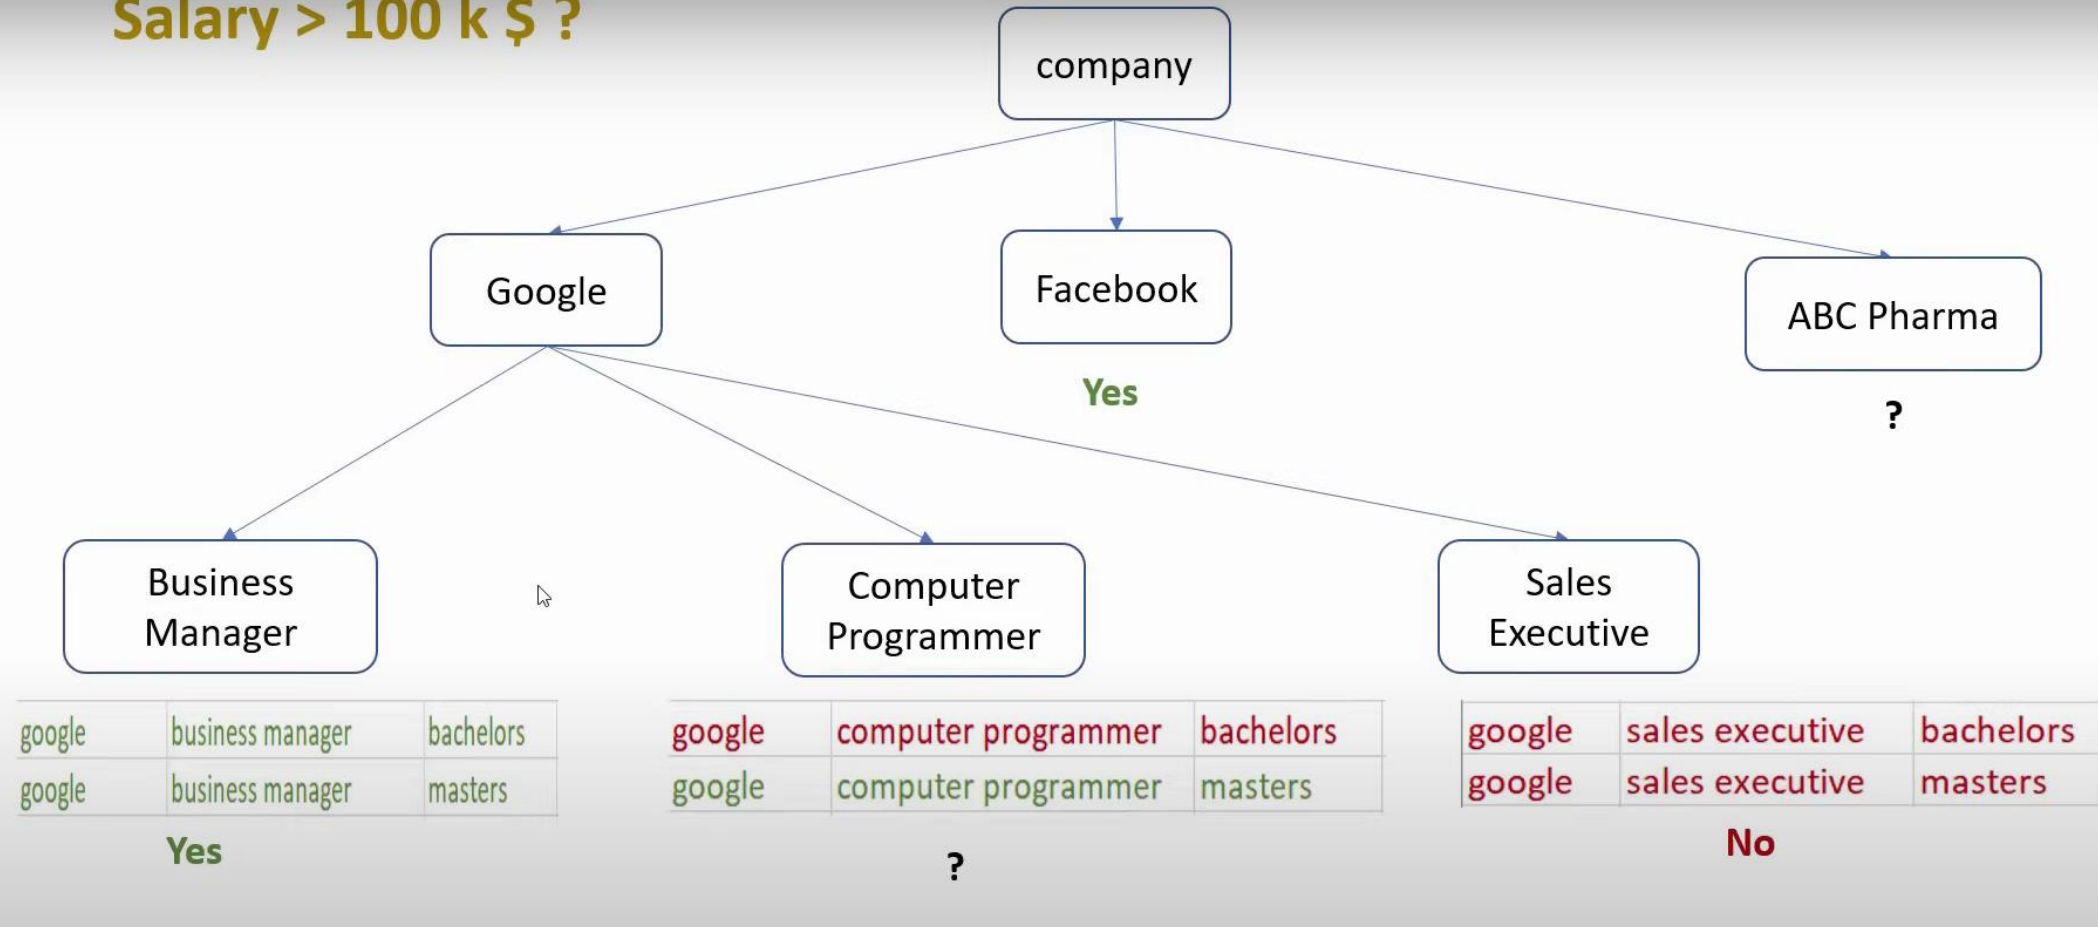 Salary > 100 k $ ?
company
Google
Facebook
ABC Pharma
Yes
?
Business
Manager
Computer
Programmer
Sales
Executive
google business manager bachelors
google business manager masters
Yes
google computer programmer bachelors
google computer programmer masters
?
google sales executive bachelors
google sales executive masters
No